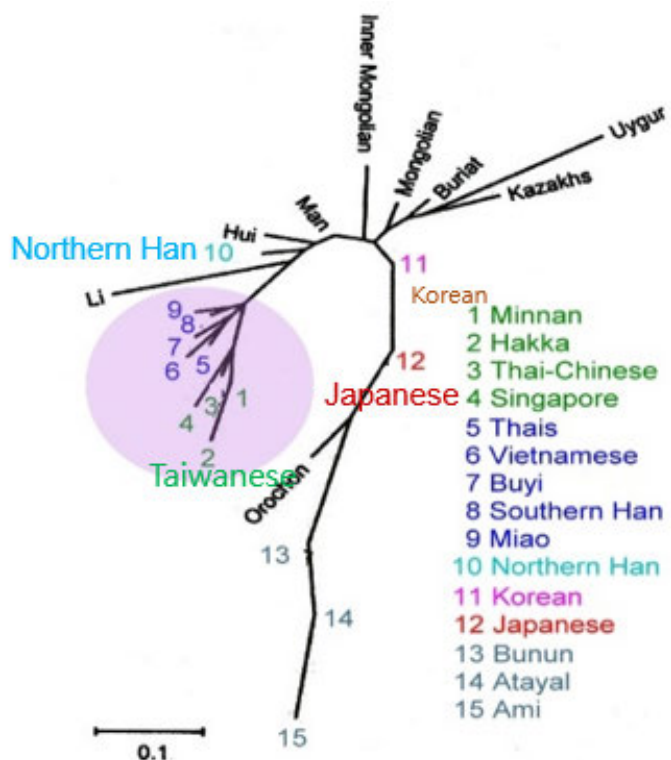 Inner Mongolian
Mongolian
Buriat
Uygur
Kazakhs
Man
Hui
Northern Han 10
Li
11
Korean
9
8
7
6
5
4
3
1
2
Taiwanese
12
Japanese
Orochon
13
14
15
1 Minnan
2 Hakka
3 Thai-Chinese
4 Singapore
5 Thais
6 Vietnamese
7 Buyi
8 Southern Han
9 Miao
10 Northern Han
11 Korean
12 Japanese
13 Bunun
14 Atayal
15 Ami
0.1